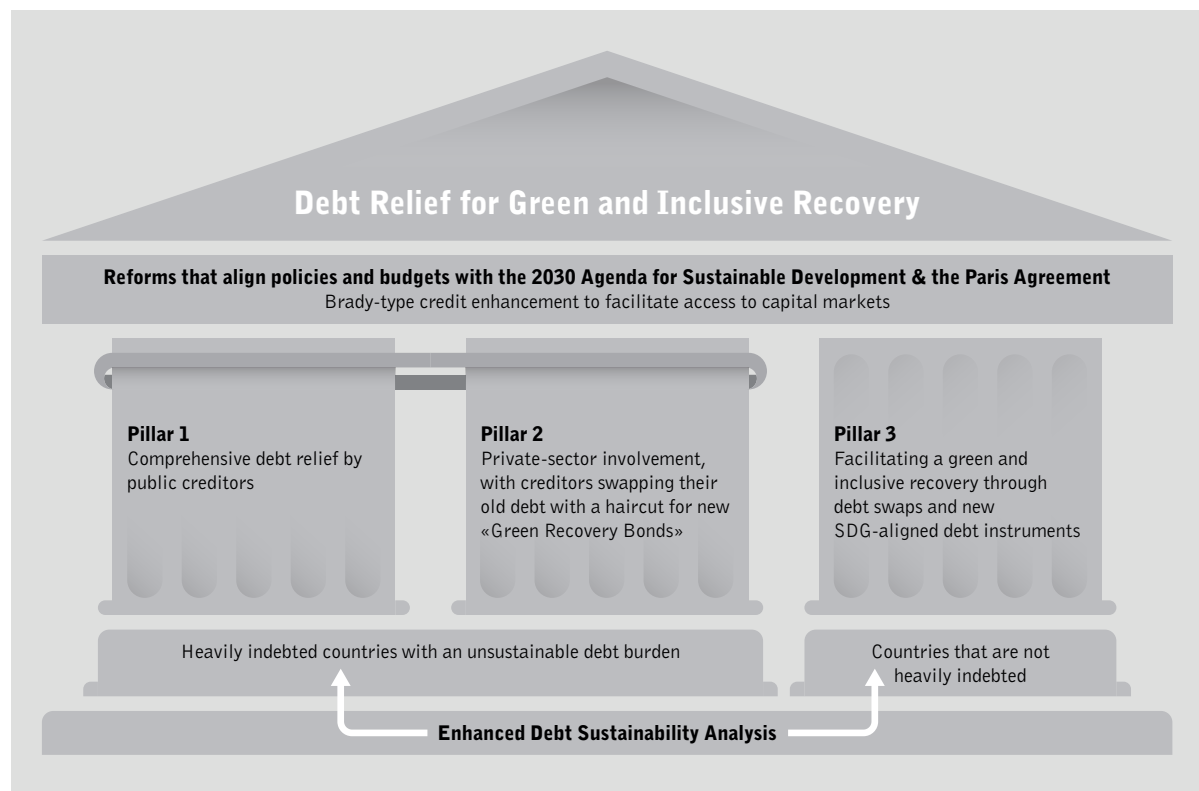 Debt Relief for Green and Inclusive Recovery
Reforms that align policies and budgets with the 2030 Agenda for Sustainable Development & the Paris Agreement
Brady-type credit enhancement to facilitate access to capital markets
Pillar 1
Comprehensive debt relief by
public creditors
Pillar 2
Private-sector involvement,
with creditors swapping their
old debt with a haircut for new
«Green Recovery Bonds»
Pillar 3
Facilitating a green and
inclusive recovery through
debt swaps and new
SDG-aligned debt instruments
Heavily indebted countries with an unsustainable debt burden
Countries that are not
heavily indebted
Enhanced Debt Sustainability Analysis